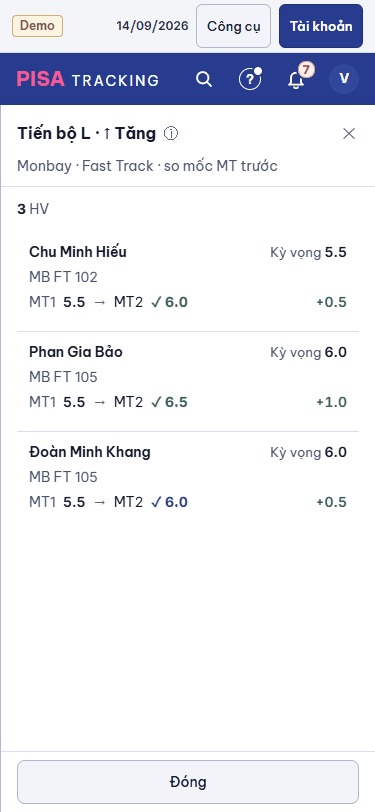 Demo 14/09/2026 Công cụ Tài khoản
PISA TRACKING ? 7 V
Tiến bộ L · ↑ Tăng ⓘ ×
Monbay · Fast Track · so mốc MT trước
3 HV
Chu Minh Hiếu Kỳ vọng 5.5
MB FT 102
MT1 5.5 → MT2 ✓ 6.0 +0.5
Phan Gia Bảo Kỳ vọng 6.0
MB FT 105
MT1 5.5 → MT2 ✓ 6.5 +1.0
Đoàn Minh Khang Kỳ vọng 6.0
MB FT 105
MT1 5.5 → MT2 ✓ 6.0 +0.5
Đóng